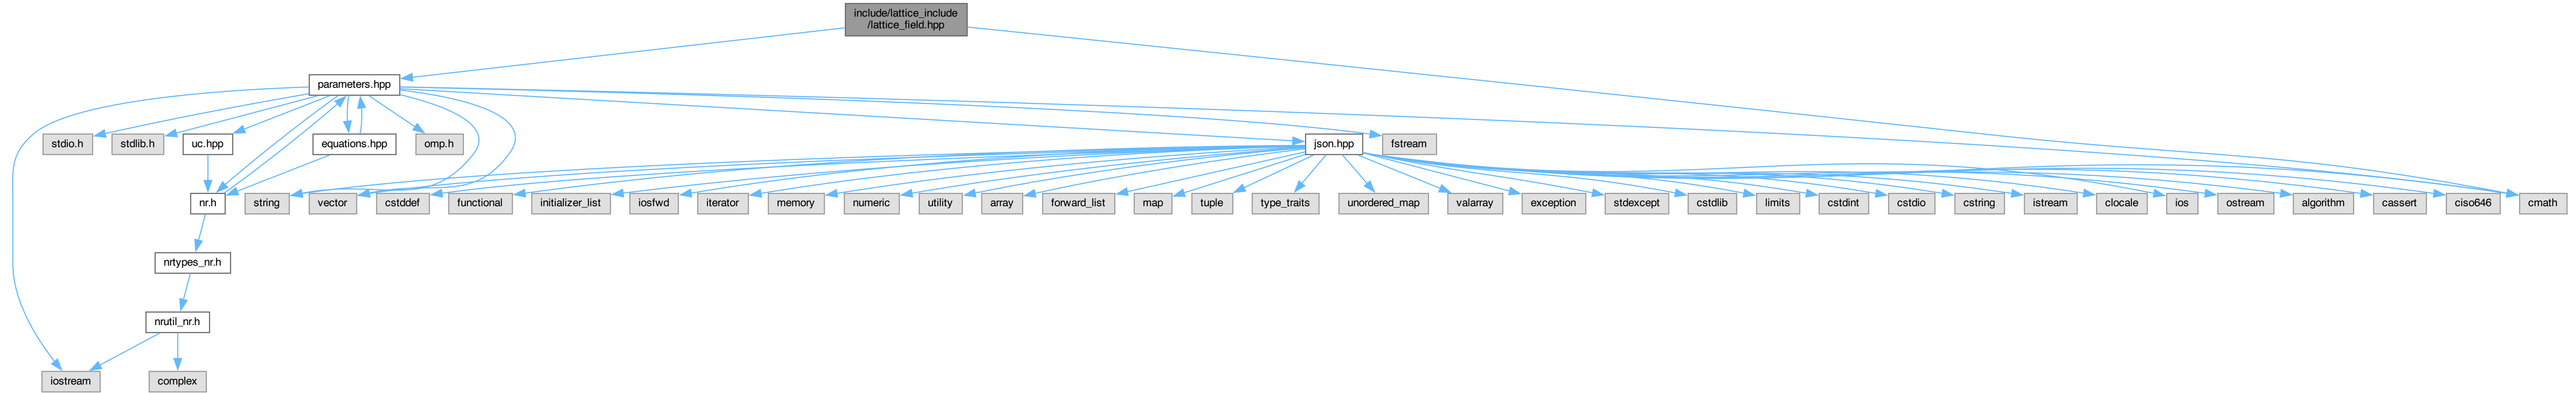 include/lattice_include
/lattice_field.hpp
parameters.hpp
stdio.h
stdlib.h
uc.hpp
equations.hpp
omp.h
json.hpp
fstream
nr.h
string
vector
cstddef
functional
initializer_list
iosfwd
iterator
memory
numeric
utility
array
forward_list
map
tuple
type_traits
unordered_map
valarray
exception
stdexcept
cstdlib
limits
cstdint
cstdio
cstring
istream
clocale
ios
ostream
algorithm
cassert
ciso646
cmath
nrtypes_nr.h
nrutil_nr.h
iostream
complex